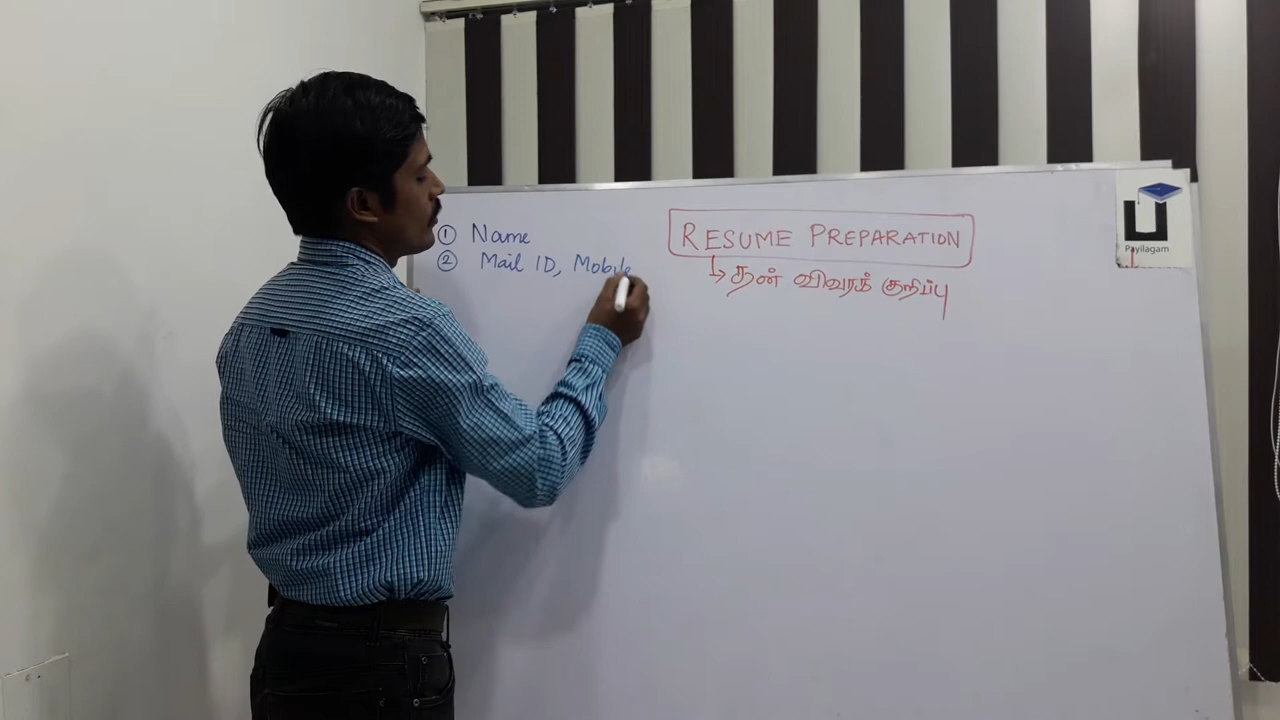 ① Name
② Mail ID, Mobile
RESUME PREPARATION
தன் விவரக் குறிப்பு
Payilagam